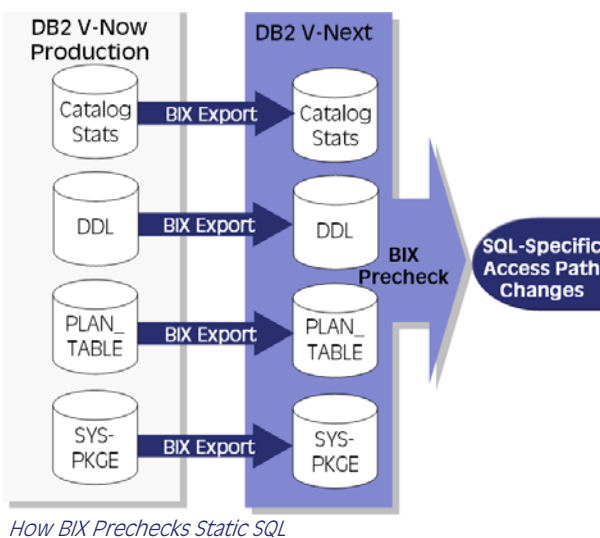 DB2 V-Now
Production
DB2 V-Next
Catalog
Stats
BIX Export
Catalog
Stats
DDL
BIX Export
DDL
PLAN_
TABLE
BIX Export
PLAN_
TABLE
SYS-
PKGE
BIX Export
SYS-
PKGE
BIX
Precheck
SQL-Specific
Access Path
Changes
How BIX Prechecks Static SQL